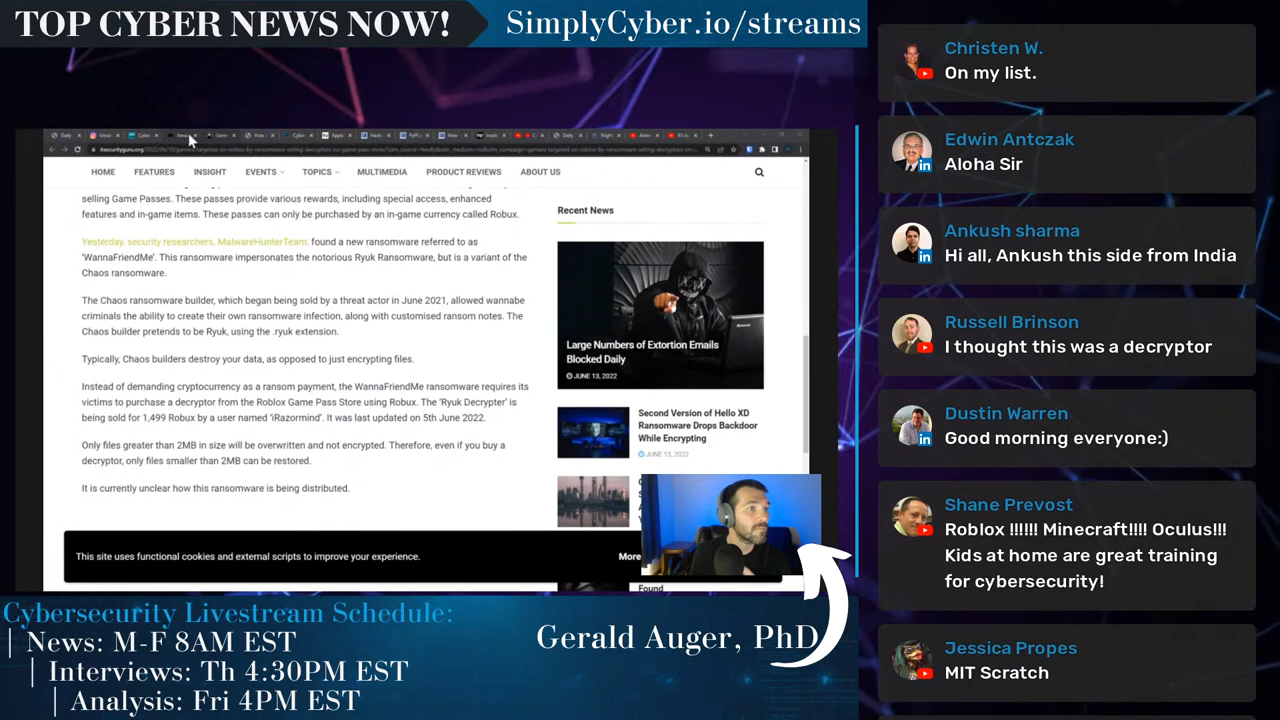 TOP CYBER NEWS NOW!
SimplyCyber.io/streams
HOME FEATURES INSIGHT EVENTS TOPICS MULTIMEDIA PRODUCT REVIEWS ABOUT US
selling Game Passes. These passes provide various rewards, including special access, enhanced
features and in-game items. These passes can only be purchased by an in-game currency called Robux.
Yesterday, security researchers, MalwareHunterTeam, found a new ransomware referred to as
'WannaFriendMe'. This ransomware impersonates the notorious Ryuk Ransomware, but is a variant of the
Chaos ransomware.
The Chaos ransomware builder, which began being sold by a threat actor in June 2021, allowed wannabe
criminals the ability to create their own ransomware infection, along with customised ransom notes. The
Chaos builder pretends to be Ryuk, using the .ryuk extension.
Typically, Chaos builders destroy your data, as opposed to just encrypting files.
Instead of demanding cryptocurrency as a ransom payment, the WannaFriendMe ransomware requires its
victims to purchase a decryptor from the Roblox Game Pass Store using Robux. The 'Ryuk Decrypter' is
being sold for 1,499 Robux by a user named 'iRazormind'. It was last updated on 5th June 2022.
Only files greater than 2MB in size will be overwritten and not encrypted. Therefore, even if you buy a
decryptor, only files smaller than 2MB can be restored.
It is currently unclear how this ransomware is being distributed.
Recent News
Large Numbers of Extortion Emails
Blocked Daily
JUNE 13, 2022
Second Version of Hello XD
Ransomware Drops Backdoor
While Encrypting
JUNE 13, 2022
This site uses functional cookies and external scripts to improve your experience.
More
Found
Cybersecurity Livestream Schedule:
| News: M-F 8AM EST
| Interviews: Th 4:30PM EST
| Analysis: Fri 4PM EST
Gerald Auger, PhD
Christen W.
On my list.
Edwin Antczak
Aloha Sir
Ankush sharma
Hi all, Ankush this side from India
Russell Brinson
I thought this was a decryptor
Dustin Warren
Good morning everyone:)
Shane Prevost
Roblox !!!!!! Minecraft!!!! Oculus!!!
Kids at home are great training
for cybersecurity!
Jessica Propes
MIT Scratch